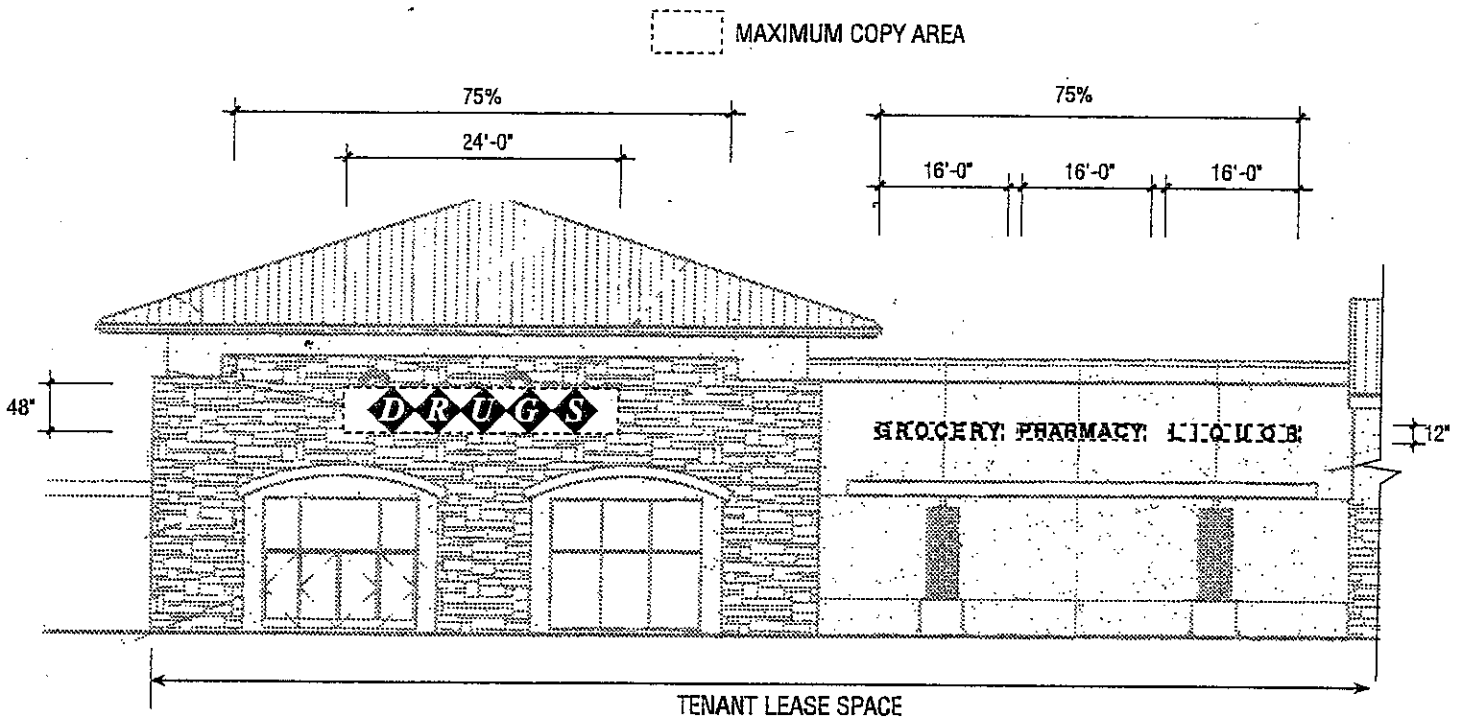 MAXIMUM COPY AREA
75%
75%
24'-0"
16'-0" 16'-0" 16'-0"
48"
DRUGS
GROCERY PHARMACY LIQUOR
12"
TENANT LEASE SPACE